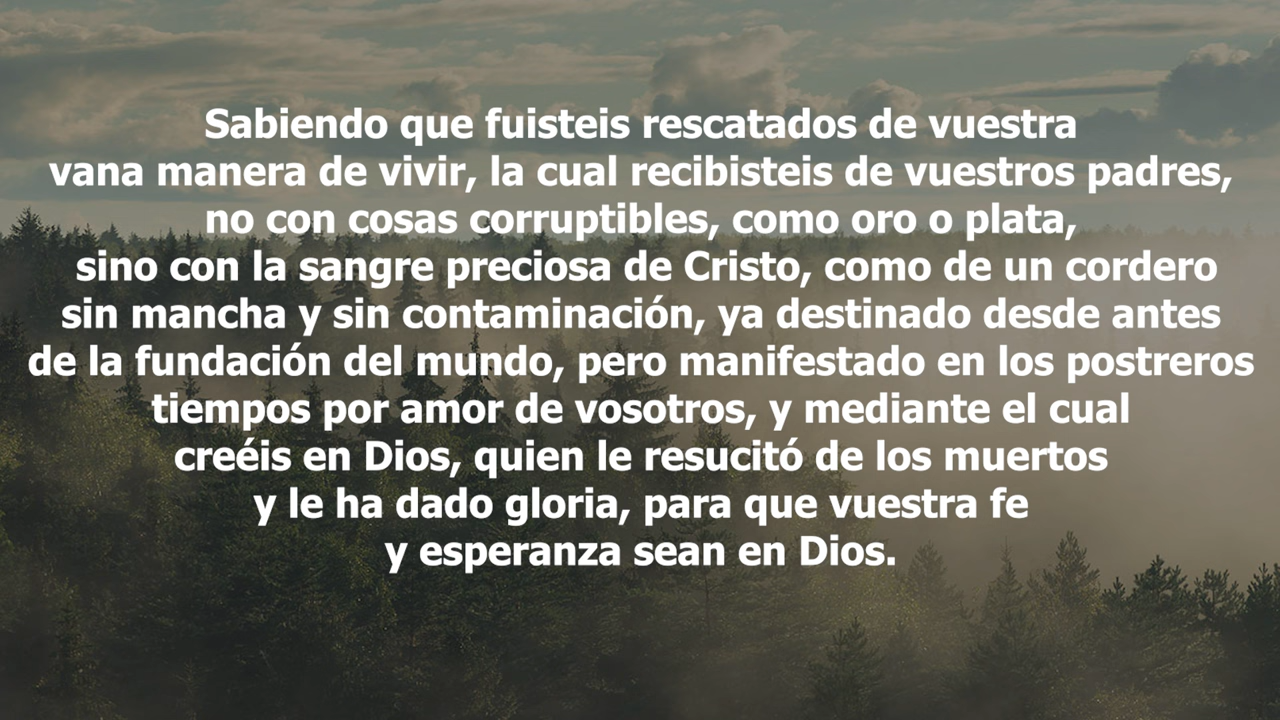 Sabiendo que fuisteis rescatados de vuestra
vana manera de vivir, la cual recibisteis de vuestros padres,
no con cosas corruptibles, como oro o plata,
sino con la sangre preciosa de Cristo, como de un cordero
sin mancha y sin contaminación, ya destinado desde antes
de la fundación del mundo, pero manifestado en los postreros
tiempos por amor de vosotros, y mediante el cual
creéis en Dios, quien le resucitó de los muertos
y le ha dado gloria, para que vuestra fe
y esperanza sean en Dios.